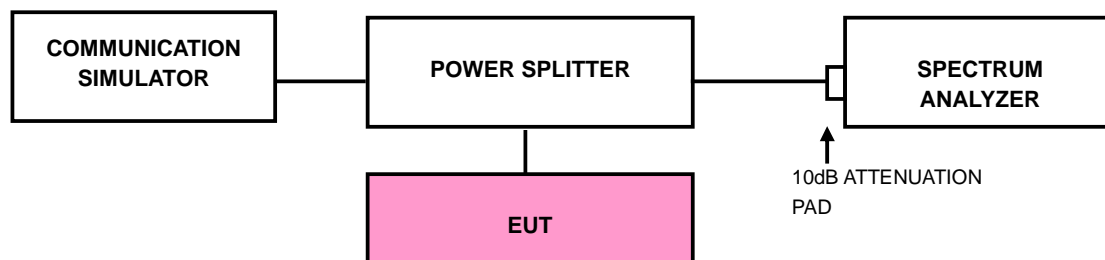 COMMUNICATION
SIMULATOR
POWER SPLITTER
SPECTRUM
ANALYZER
10dB ATTENUATION
PAD
EUT